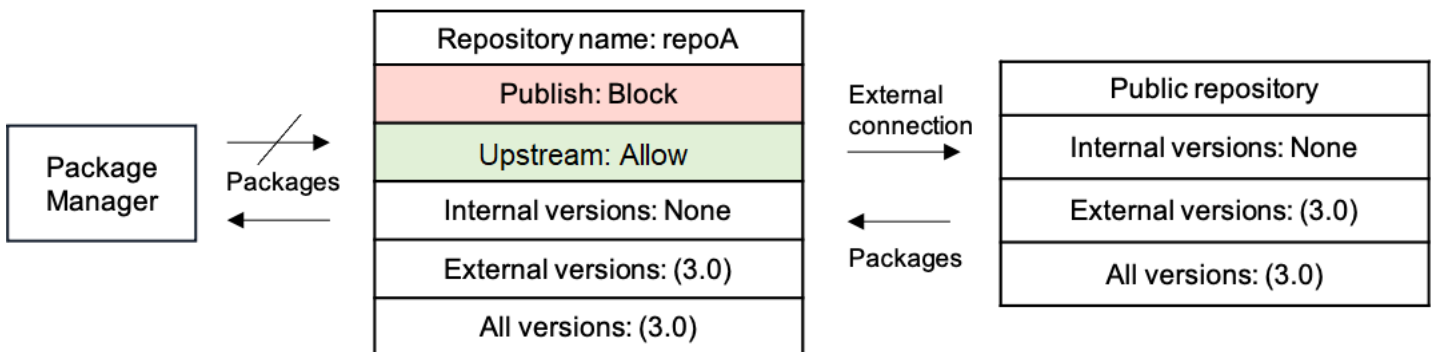 Package
Manager
Packages
Repository name: repoA
Publish: Block
Upstream: Allow
Internal versions: None
External versions: (3.0)
All versions: (3.0)
External
connection
Packages
Public repository
Internal versions: None
External versions: (3.0)
All versions: (3.0)